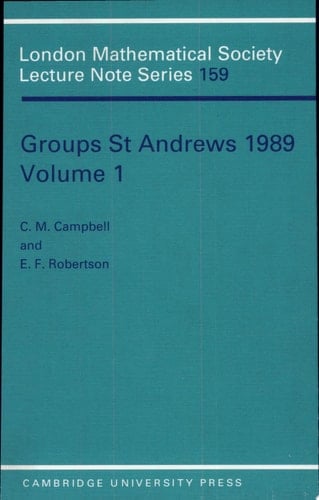 London Mathematical Society
Lecture Note Series 159
Groups St Andrews 1989
Volume 1
C. M. Campbell
and
E. F. Robertson
CAMBRIDGE UNIVERSITY PRESS